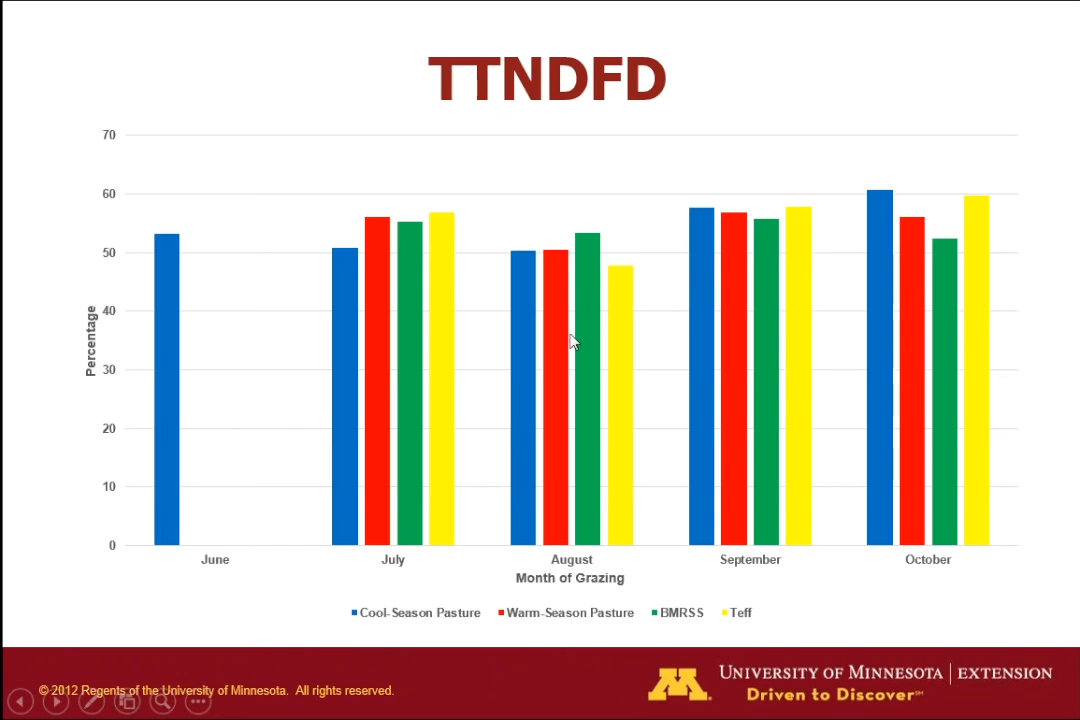 TTNDFD
70
60
50
40
30
20
10
0
Percentage
June July August September October
Month of Grazing
Cool-Season Pasture Warm-Season Pasture BMRSS Teff
© 2012 Regents of the University of Minnesota. All rights reserved.
UNIVERSITY OF MINNESOTA | EXTENSION
Driven to Discover℠